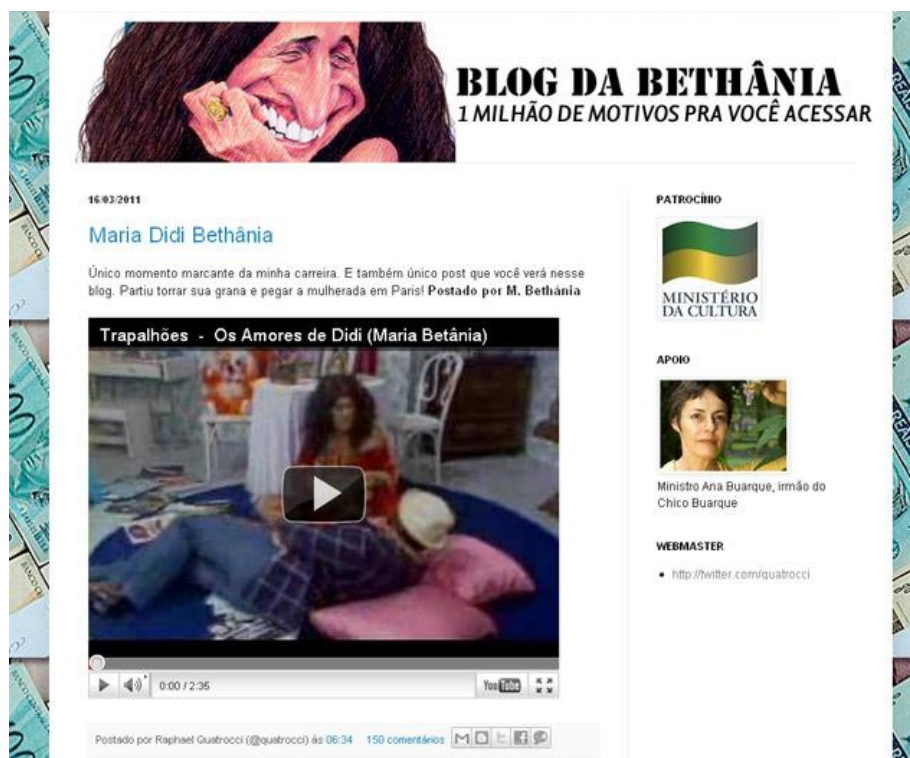 BLOG DA BETHÂNIA
1 MILHÃO DE MOTIVOS PRA VOCÊ ACESSAR
16/03/2011
Maria Didi Bethânia
Único momento marcante da minha carreira. E também único post que você verá nesse
blog. Partiu torrar sua grana e pegar a mulherada em Paris! Postado por M. Bethânia
Trapalhões - Os Amores de Didi (Maria Betânia)
0:00 / 2:35
YouTube
Postado por Raphael Quatrocci (@quatrocci) às 06:34 150 comentários
PATROCÍNIO
MINISTÉRIO
DA CULTURA
APOIO
Ministro Ana Buarque, irmão do
Chico Buarque
WEBMASTER
http://twitter.com/quatrocci